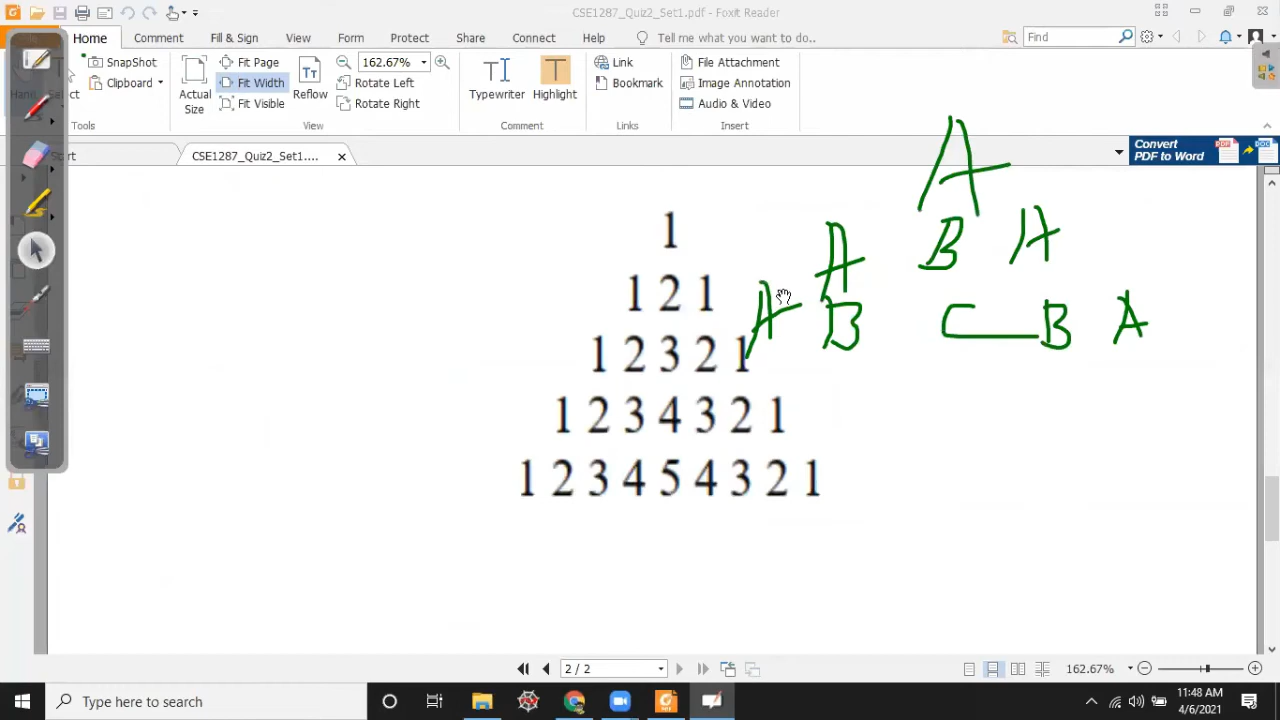 CSE1287_Quiz2_Set1.pdf - Foxit Reader
Home Comment Fill & Sign View Form Protect Share Connect Help Tell me what you want to do.. Find
SnapShot
Clipboard
Tools
Actual Size
Fit Page
Fit Width
Fit Visible
Reflow
162.67%
Rotate Left
Rotate Right
View
Typewriter
Highlight
Comment
Link
Bookmark
Links
File Attachment
Image Annotation
Audio & Video
Insert
CSE1287_Quiz2_Set1....
Convert
PDF to Word
1
1 2 1
1 2 3 2 1
1 2 3 4 3 2 1
1 2 3 4 5 4 3 2 1
A
A B A
A B C B A
2 / 2
162.67%
Type here to search
11:48 AM
4/6/2021